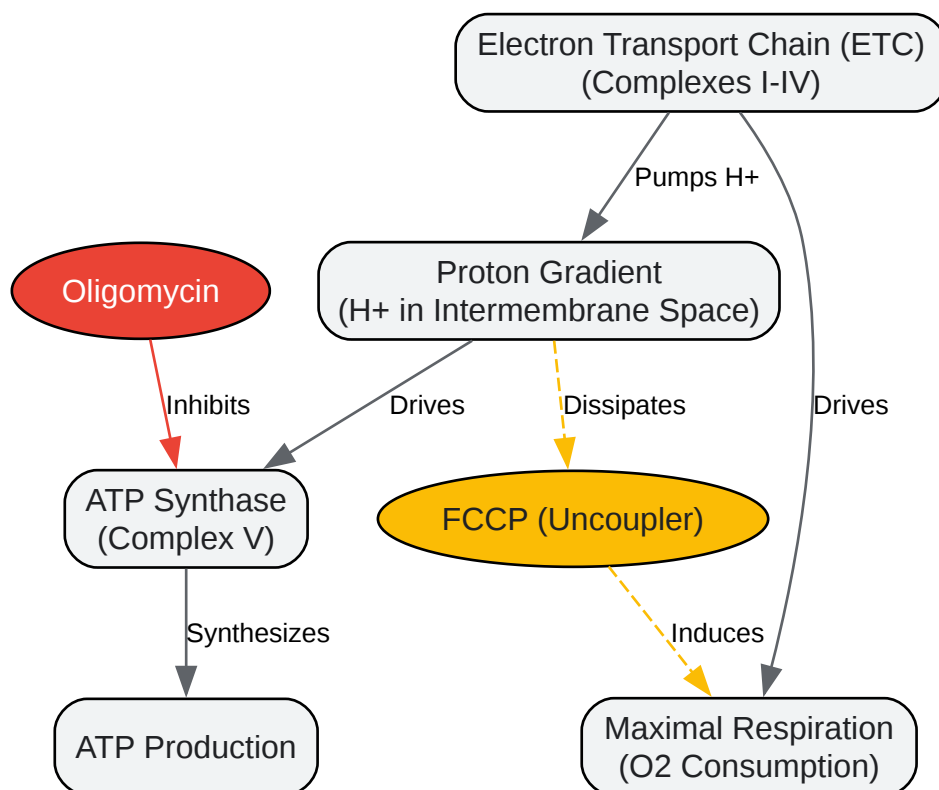 Electron Transport Chain (ETC)
(Complexes I-IV)
Pumps H+
Oligomycin
Proton Gradient
(H+ in Intermembrane Space)
Inhibits
Drives
Dissipates
Drives
ATP Synthase
(Complex V)
FCCP (Uncoupler)
Synthesizes
Induces
ATP Production
Maximal Respiration
(O2 Consumption)